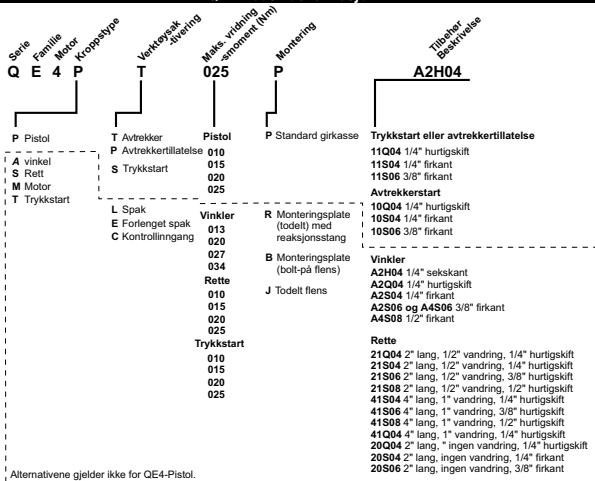 Serie
Familie
Motor
Kroppstype
Verktøysak
-tivering
Maks. vridning
-smoment (Nm)
Montering
Tilbehør
Beskrivelse
Q E 4 P T 025 P A2H04
P Pistol
A vinkel
S Rett
M Motor
T Trykkstart
T Avtrekker
P Avtrekkertillatelse
S Trykkstart
L Spak
E Forlenget spak
C Kontrollinngang
Pistol
010
015
020
025
Vinkler
013
020
027
034
Rette
010
015
020
025
Trykkstart
010
015
020
025
P Standard girkasse
R Monteringsplate
(todelt) med
reaksjonsstang
B Monteringsplate
(bolt-på flens)
J Todelt flens
Trykkstart eller avtrekkertillatelse
11Q04 1/4" hurtigskift
11S04 1/4" firkant
11S06 3/8" firkant
Avtrekkerstart
10Q04 1/4" hurtigskift
10S04 1/4" firkant
10S06 3/8" firkant
Vinkler
A2H04 1/4" sekskant
A2Q04 1/4" hurtigskift
A2S04 1/4" firkant
A2S06 og A4S06 3/8" firkant
A4S08 1/2" firkant
Rette
21Q04 2" lang, 1/2" vandring, 1/4" hurtigskift
21S04 2" lang, 1/2" vandring, 1/4" hurtigskift
21S06 2" lang, 1/2" vandring, 3/8" hurtigskift
21S08 2" lang, 1/2" vandring, 1/2" hurtigskift
41S04 4" lang, 1" vandring, 1/4" hurtigskift
41S06 4" lang, 1" vandring, 3/8" hurtigskift
41S08 4" lang, 1" vandring, 1/2" hurtigskift
41Q04 4" lang, 1" vandring, 1/4" hurtigskift
20Q04 2" lang, " ingen vandring, 1/4" hurtigskift
20S04 2" lang, ingen vandring, 1/4" firkant
20S06 2" lang, ingen vandring, 3/8" firkant
Alternativene gjelder ikke for QE4-Pistol.